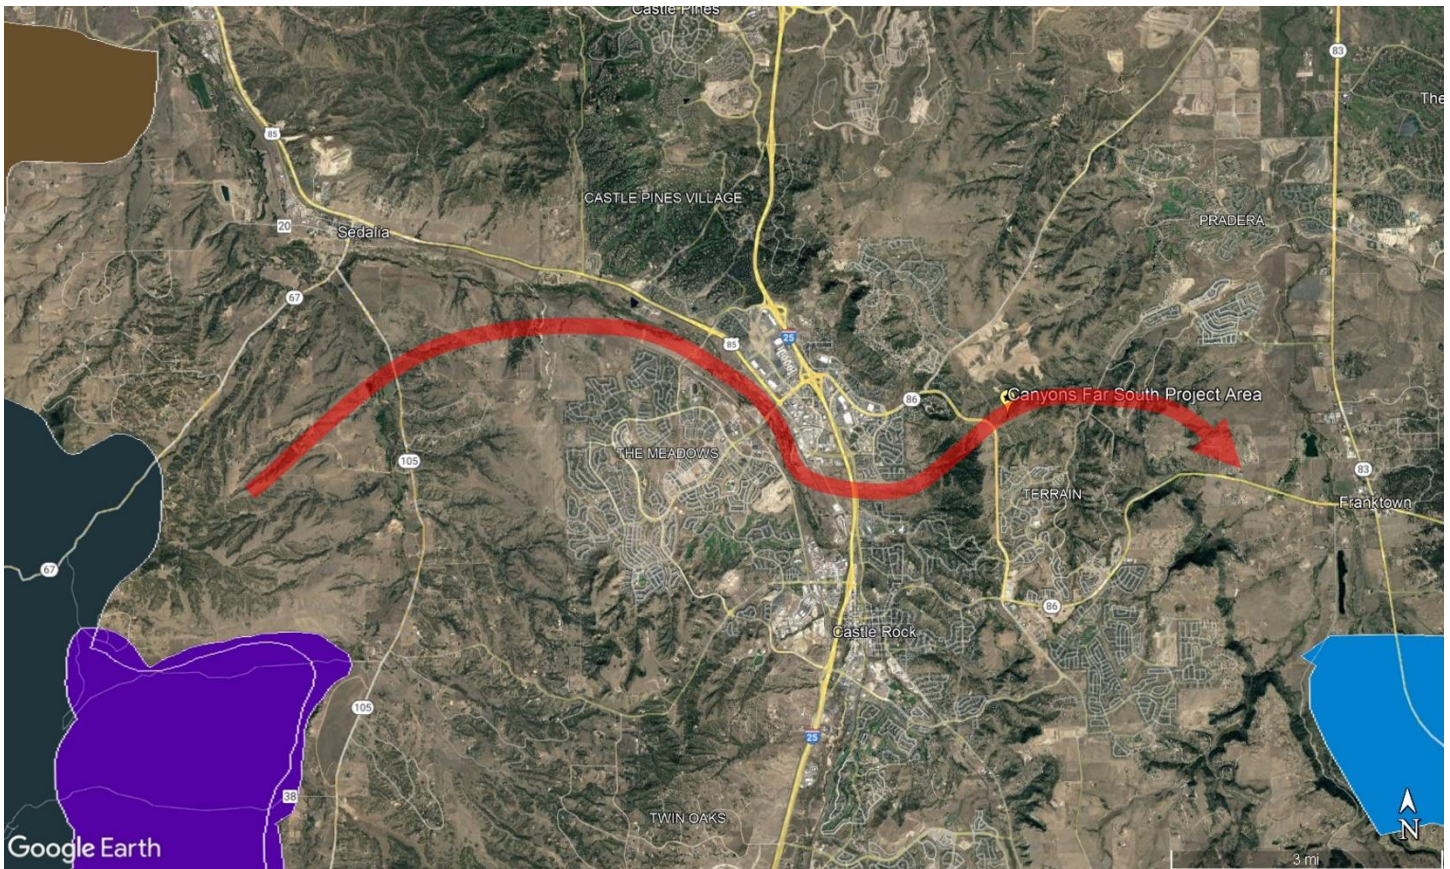 Castle Pines
83
The
85
CASTLE PINES VILLAGE
20
Sedalia
PRADERA
67
25
85
86
Canyons Far South Project Area
THE MEADOWS
105
83
TERRAIN
Franktown
67
86
Castle Rock
105
25
38
TWIN OAKS
N
Google Earth
3 mi